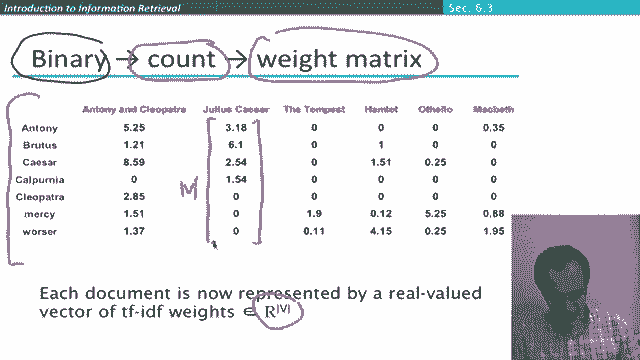 Introduction to Information Retrieval
Sec. 6.3
Binary → count → weight matrix
Antony and Cleopatra Julius Caesar The Tempest Hamlet Othello Macbeth
Antony 5.25 3.18 0 0 0 0.35
Brutus 1.21 6.1 0 1 0 0
Caesar 8.59 2.54 0 1.51 0.25 0
Calpurnia 0 1.54 0 0 0 0
Cleopatra 2.85 0 0 0 0 0
mercy 1.51 0 1.9 0.12 5.25 0.88
worser 1.37 0 0.11 4.15 0.25 1.95
|V|
Each document is now represented by a real-valued
vector of tf-idf weights ∈ R|V|